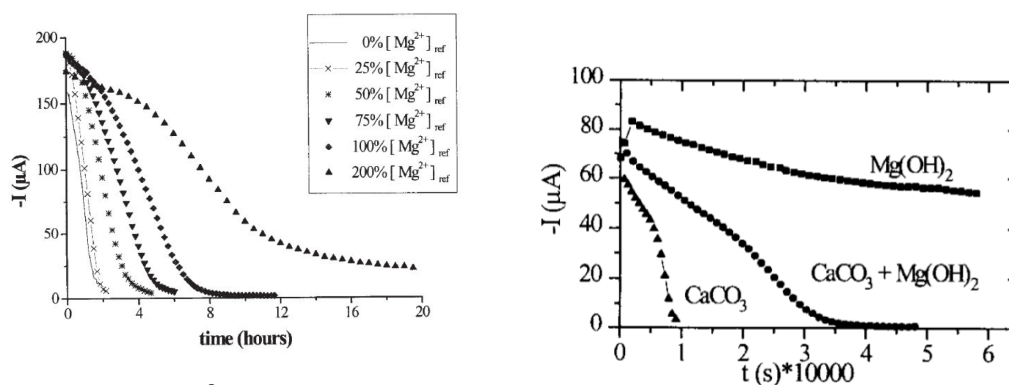 0% [ Mg²⁺] ref
25% [ Mg²⁺] ref
50% [ Mg²⁺] ref
75% [ Mg²⁺] ref
100% [ Mg²⁺] ref
200% [ Mg²⁺] ref
200
150
100
50
0
-I (µA)
0 4 8 12 16 20
time (hours)
100
80
60
40
20
0
-I (µA)
Mg(OH)₂
CaCO₃ + Mg(OH)₂
CaCO₃
0 1 2 3 4 5 6
t (s)*10000